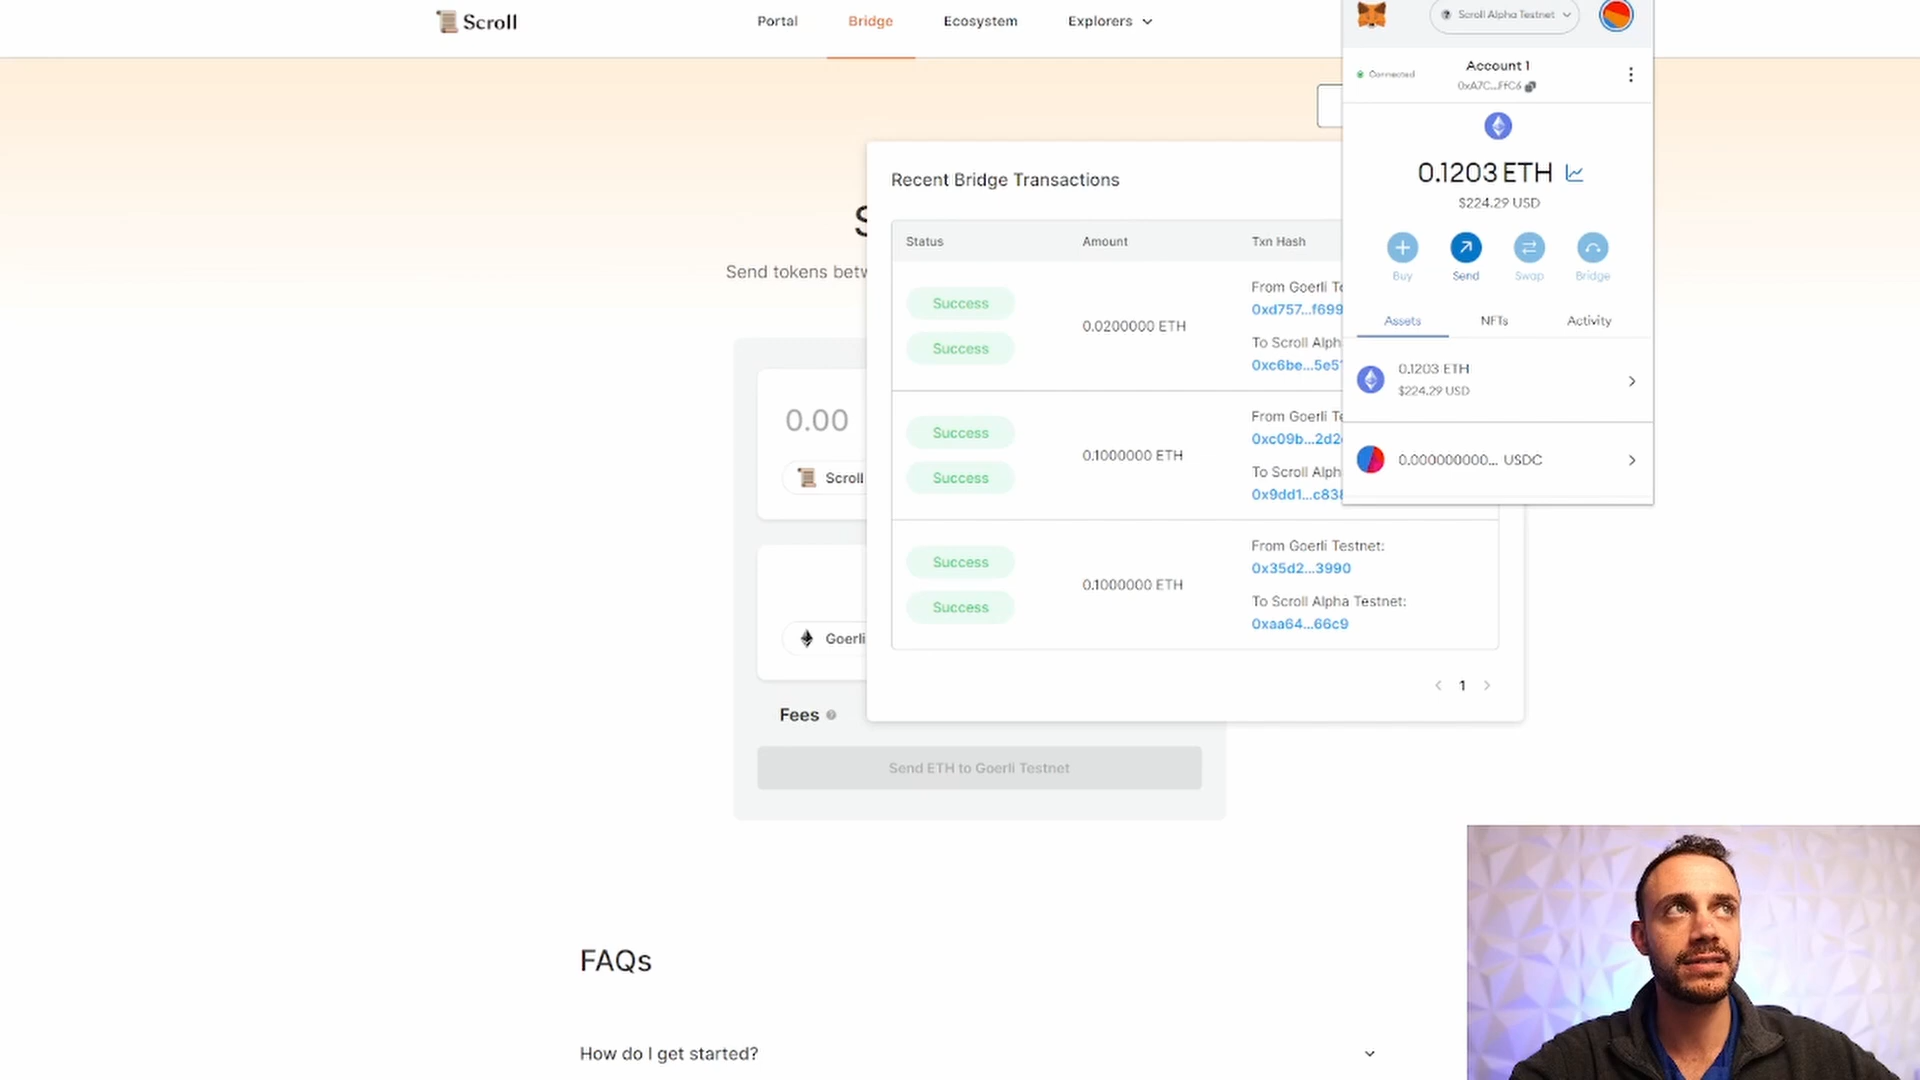 Scroll
Portal
Bridge
Ecosystem
Explorers
Scroll Alpha Testnet
Connected
Account 1
0xA7C...FfC6
0.1203 ETH
$224.29 USD
Buy
Send
Swap
Bridge
Assets
NFTs
Activity
0.1203 ETH
$224.29 USD
0.000000000... USDC
S
Send tokens betw
Recent Bridge Transactions
Status
Amount
Txn Hash
Success
Success
0.0200000 ETH
From Goerli Te
0xd757...f699
To Scroll Alph
0xc6be...5e5
Success
Success
0.1000000 ETH
From Goerli Te
0xc09b...2d2
To Scroll Alph
0x9dd1...c83
Success
Success
0.1000000 ETH
From Goerli Testnet:
0x35d2...3990
To Scroll Alpha Testnet:
0xaa64...66c9
1
0.00
Scroll
Goerli
Fees
Send ETH to Goerli Testnet
FAQs
How do I get started?